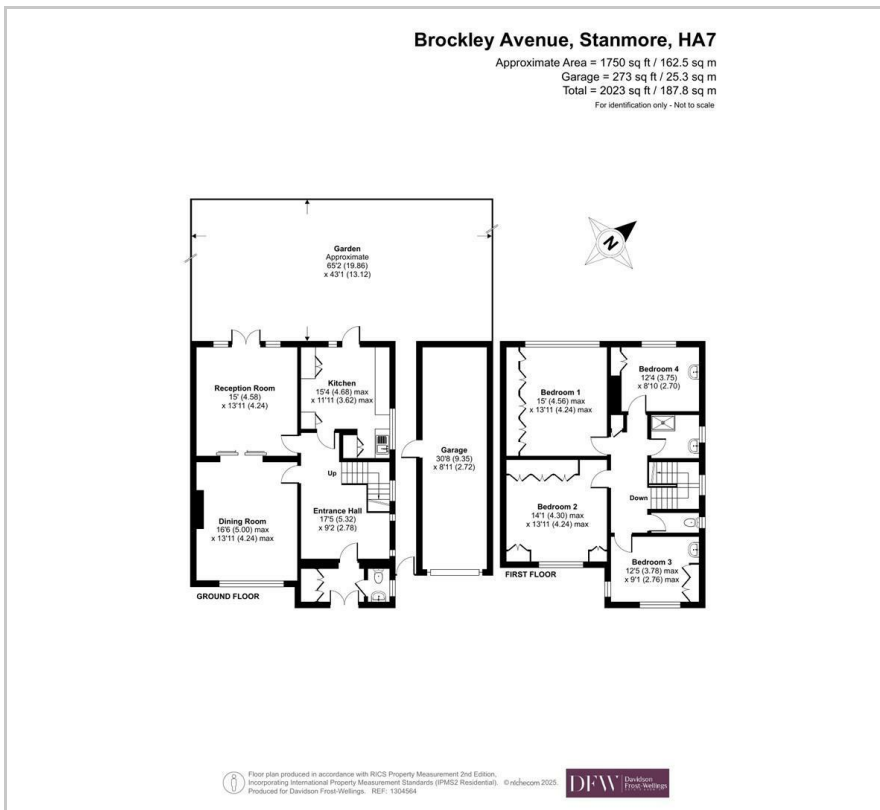 Brockley Avenue, Stanmore, HA7
Approximate Area = 1750 sq ft / 162.5 sq m
Garage = 273 sq ft / 25.3 sq m
Total = 2023 sq ft / 187.8 sq m
For identification only - Not to scale
N
Garden
Approximate
65'2 (19.86)
x 43'1 (13.12)
Reception Room
15' (4.58)
x 13'11 (4.24)
Kitchen
15'4 (4.68) max
x 11'11 (3.62) max
Garage
30'8 (9.35)
x 8'11 (2.72)
Dining Room
16'6 (5.00) max
x 13'11 (4.24) max
Up
Entrance Hall
17'5 (5.32)
x 9'2 (2.78)
GROUND FLOOR
Bedroom 1
15' (4.56) max
x 13'11 (4.24) max
Bedroom 4
12'4 (3.75)
x 8'10 (2.70)
Bedroom 2
14'1 (4.30) max
x 13'11 (4.24) max
Down
Bedroom 3
12'5 (3.78) max
x 9'1 (2.76) max
FIRST FLOOR
Floor plan produced in accordance with RICS Property Measurement 2nd Edition,
Incorporating International Property Measurement Standards (IPMS2 Residential). © ntchecom 2025.
Produced for Davidson Frost-Wellings. REF: 1304564
DFW
Davidson
Frost-Wellings